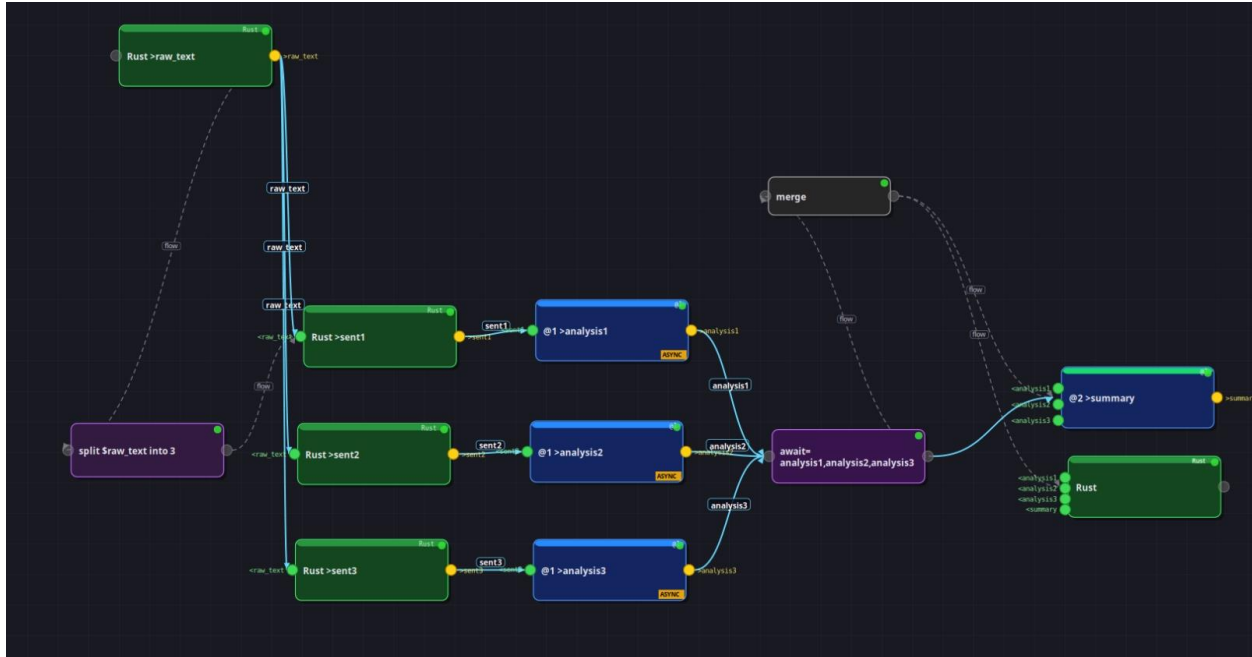 Rust
Rust >raw_text
>raw_text
raw_text
merge
flow
raw_text
flow
raw_text
Rust
<raw_text
Rust >sent1
>sent1
sent1
@1 >analysis1
>analysis1
ASYNC
flow
flow
flow
flow
analysis1
split $raw_text into 3
Rust
<raw_text
Rust >sent2
>sent2
sent2
@1 >analysis2
ASYNC
analysis2
await=
analysis1,analysis2,analysis3
<analysis1
<analysis2
<analysis3
@2 >summary
Rust
<analysis1
<analysis2
<analysis3
<summary
Rust
analysis3
Rust
<raw_text
Rust >sent3
>sent3
sent3
@1 >analysis3
>analysis3
ASYNC